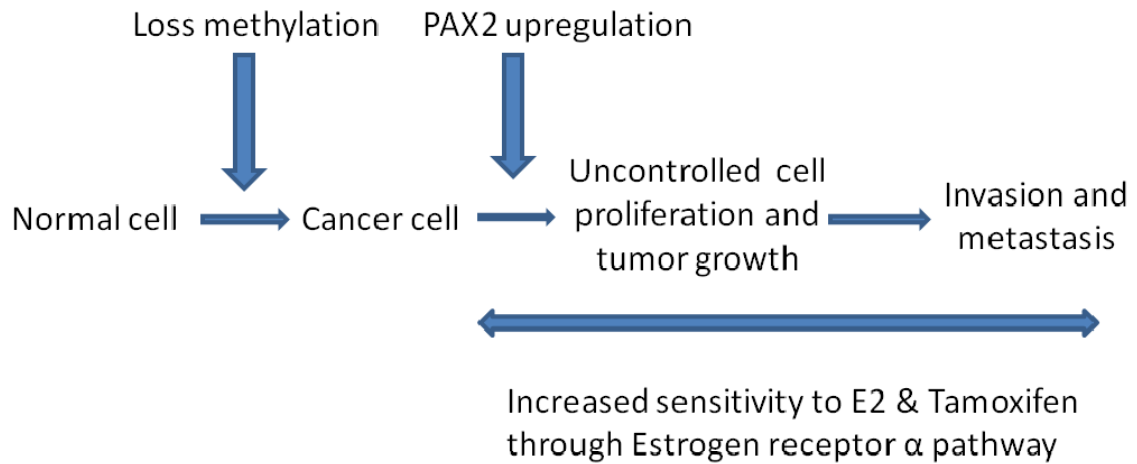 Loss methylation
PAX2 upregulation
Normal cell
Cancer cell
Uncontrolled cell
proliferation and
tumor growth
Invasion and
metastasis
Increased sensitivity to E2 & Tamoxifen
through Estrogen receptor α pathway